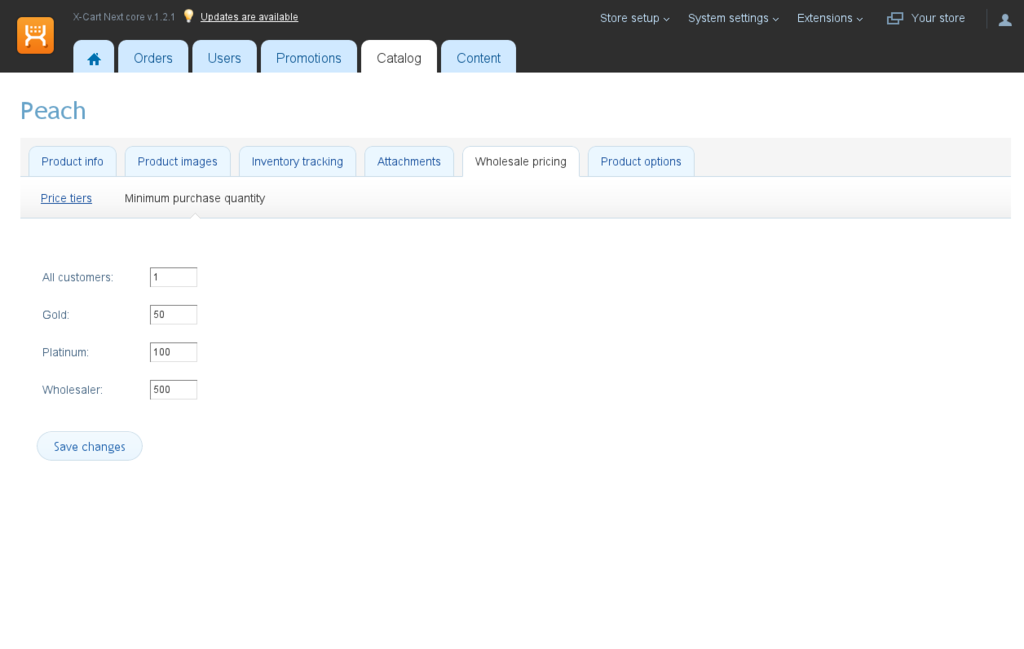 X-Cart Next core v.1.2.1 Updates are available
Store setup System settings Extensions Your store
Orders Users Promotions Catalog Content
Peach
Product info Product images Inventory tracking Attachments Wholesale pricing Product options
Price tiers Minimum purchase quantity
All customers: 1
Gold: 50
Platinum: 100
Wholesaler: 500
Save changes